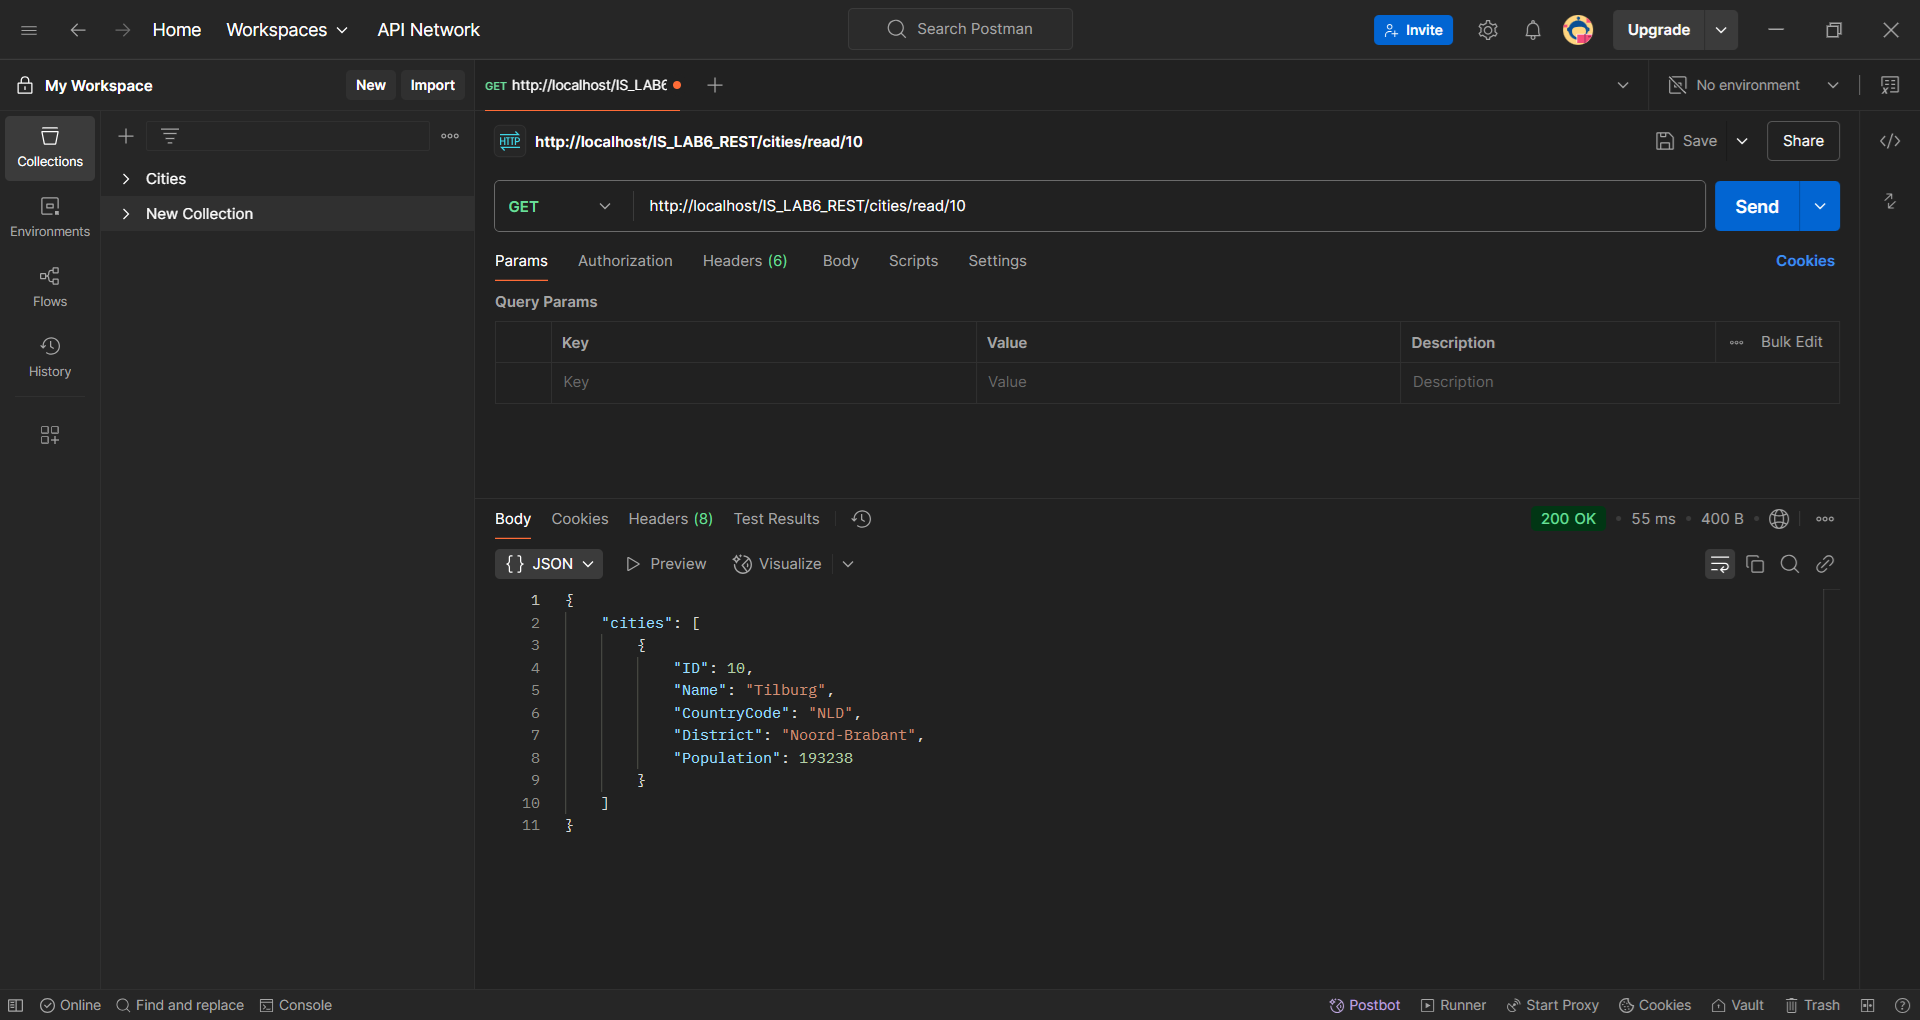 Home Workspaces API Network Search Postman Invite Upgrade
My Workspace New Import GET http://localhost/IS_LAB6 No environment
Collections
Environments
Flows
History
Cities
New Collection
HTTP http://localhost/IS_LAB6_REST/cities/read/10 Save Share
GET http://localhost/IS_LAB6_REST/cities/read/10 Send
Params Authorization Headers (6) Body Scripts Settings Cookies
Query Params
Key Value Description Bulk Edit
Key Value Description
Body Cookies Headers (8) Test Results 200 OK • 55 ms • 400 B •
{} JSON Preview Visualize
1 {
2 "cities": [
3 {
4 "ID": 10,
5 "Name": "Tilburg",
6 "CountryCode": "NLD",
7 "District": "Noord-Brabant",
8 "Population": 193238
9 }
10 ]
11 }
Online Find and replace Console Postbot Runner Start Proxy Cookies Vault Trash